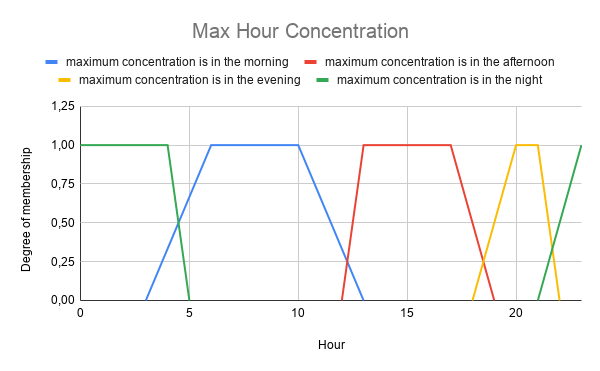 Max Hour Concentration
maximum concentration is in the morning maximum concentration is in the afternoon
maximum concentration is in the evening maximum concentration is in the night
1,25
1,00
0,75
0,50
0,25
0,00
Degree of membership
0 5 10 15 20
Hour